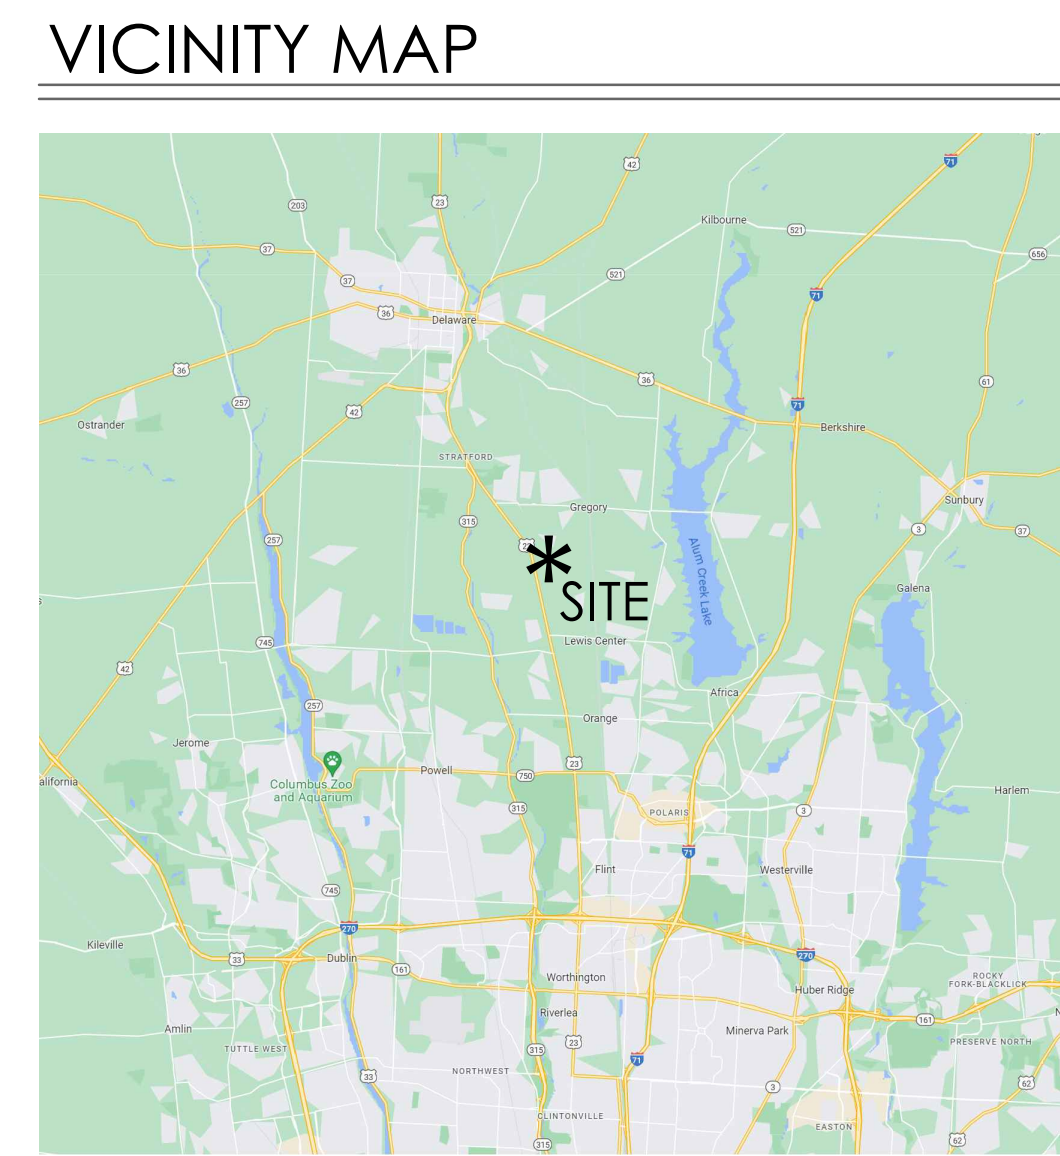 VICINITY MAP
71
42
203
23
Kilbourne
521
37
656
521
37
71
36
Delaware
36
36
61
257
71
42
Ostrander
Berkshire
STRATFORD
Sunbury
Gregory
315
3
37
257
Alum Creek Lake
*
SITE
Galena
Lewis Center
745
42
Africa
257
Orange
Jerome
23
Powell
750
alifornia
Columbus Zoo
and Aquarium
Harlem
315
POLARIS
3
71
Flint
Westerville
745
270
Kileville
33
Dublin
270
161
Worthington
ROCKY
FORK-BLACKLICK
Huber Ridge
Riverlea
161
Amlin
Minerva Park
TUTTLE WEST
23
PRESERVE NORTH
315
71
NORTHWEST
33
3
62
CLINTONVILLE
EASTON
315
62